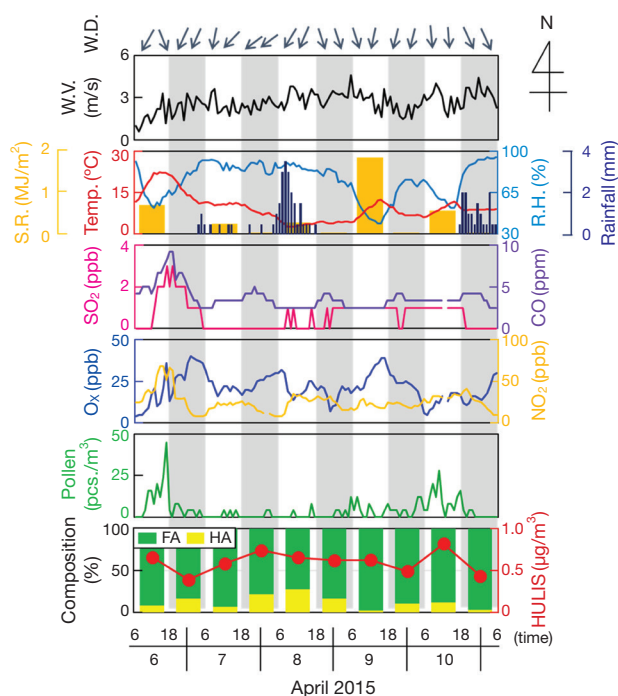 W.D.
N
W.V. (m/s)
6
3
0
S.R. (MJ/m²)
2
1
0
Temp. (ºC)
30
15
0
100
65
30
R.H. (%)
4
2
0
Rainfall (mm)
SO₂ (ppb)
4
2
0
10
5
0
CO (ppm)
Oₓ (ppb)
50
25
0
100
50
0
NO₂ (ppb)
Pollen (pcs./m³)
50
25
0
Composition (%)
100
50
0
FA HA
1.0
0.5
0.0
HULIS (μg/m³)
6 18 6 18 6 18 6 18 6 18 6 (time)
6 7 8 9 10
April 2015